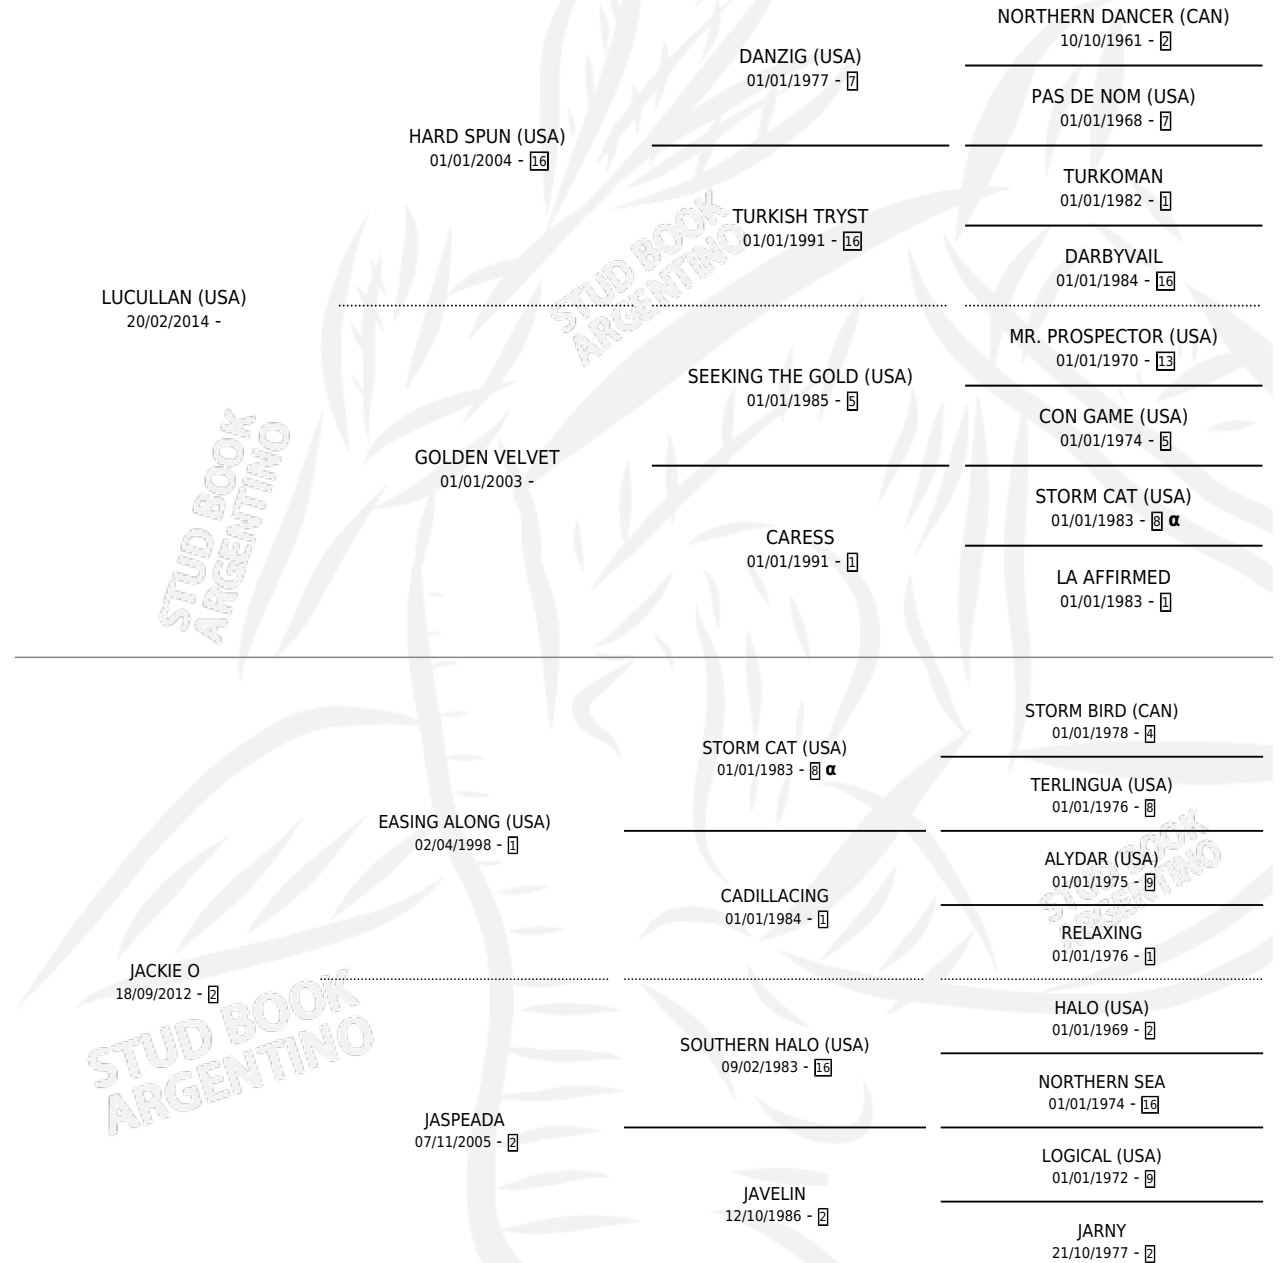 NORTHERN DANCER (CAN)
10/10/1961 - 2
DANZIG (USA)
01/01/1977 - 7
PAS DE NOM (USA)
01/01/1968 - 7
HARD SPUN (USA)
01/01/2004 - 16
TURKOMAN
01/01/1982 - 1
TURKISH TRYST
01/01/1991 - 16
DARBYVAIL
01/01/1984 - 16
LUCULLAN (USA)
20/02/2014 -
MR. PROSPECTOR (USA)
01/01/1970 - 13
SEEKING THE GOLD (USA)
01/01/1985 - 5
CON GAME (USA)
01/01/1974 - 5
GOLDEN VELVET
01/01/2003 -
STORM CAT (USA)
01/01/1983 - 8 α
CARESS
01/01/1991 - 1
LA AFFIRMED
01/01/1983 - 1
STORM BIRD (CAN)
01/01/1978 - 4
STORM CAT (USA)
01/01/1983 - 8 α
TERLINGUA (USA)
01/01/1976 - 8
EASING ALONG (USA)
02/04/1998 - 1
ALYDAR (USA)
01/01/1975 - 9
CADILLACING
01/01/1984 - 1
RELAXING
01/01/1976 - 1
JACKIE O
18/09/2012 - 2
HALO (USA)
01/01/1969 - 2
SOUTHERN HALO (USA)
09/02/1983 - 16
NORTHERN SEA
01/01/1974 - 16
JASPEADA
07/11/2005 - 2
LOGICAL (USA)
01/01/1972 - 9
JAVELIN
12/10/1986 - 2
JARNY
21/10/1977 - 2
STUD BOOK
ARGENTINO
STUD BOOK
ARGENTINO
STUD BOOK
ARGENTINO
STUD BOOK
ARGENTINO